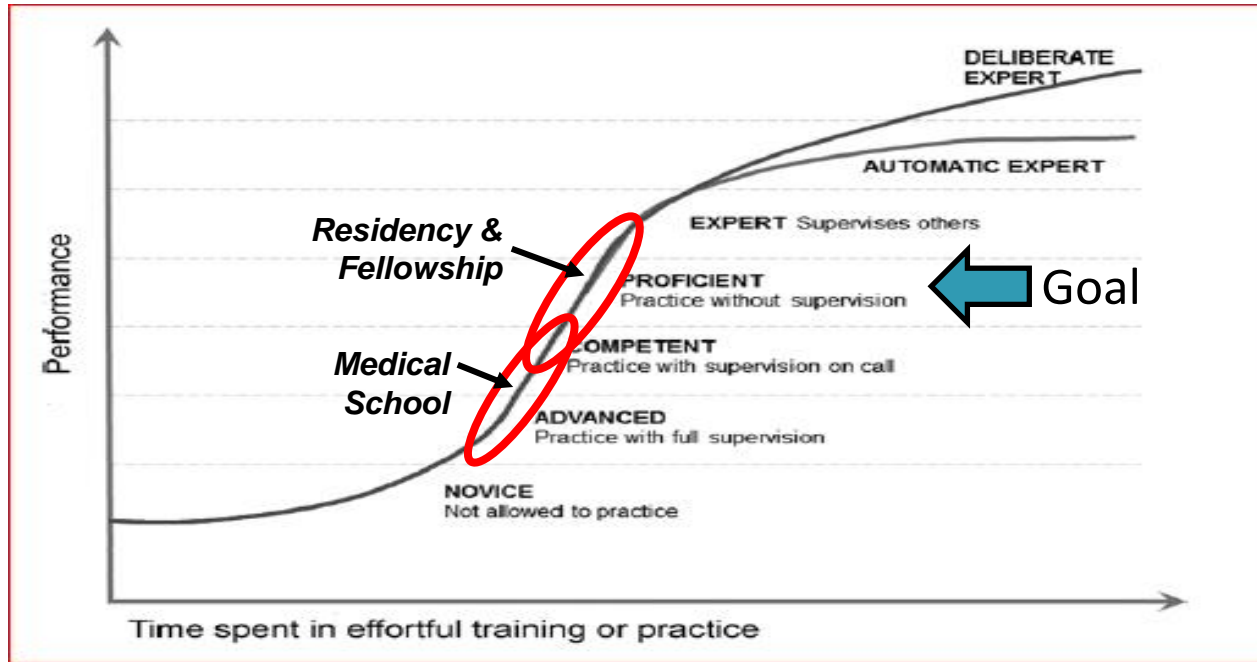 DELIBERATE
EXPERT
AUTOMATIC EXPERT
Residency &
Fellowship
EXPERT Supervises others
PROFICIENT
Practice without supervision
Goal
COMPETENT
Practice with supervision on call
Medical
School
ADVANCED
Practice with full supervision
NOVICE
Not allowed to practice
Performance
Time spent in effortful training or practice